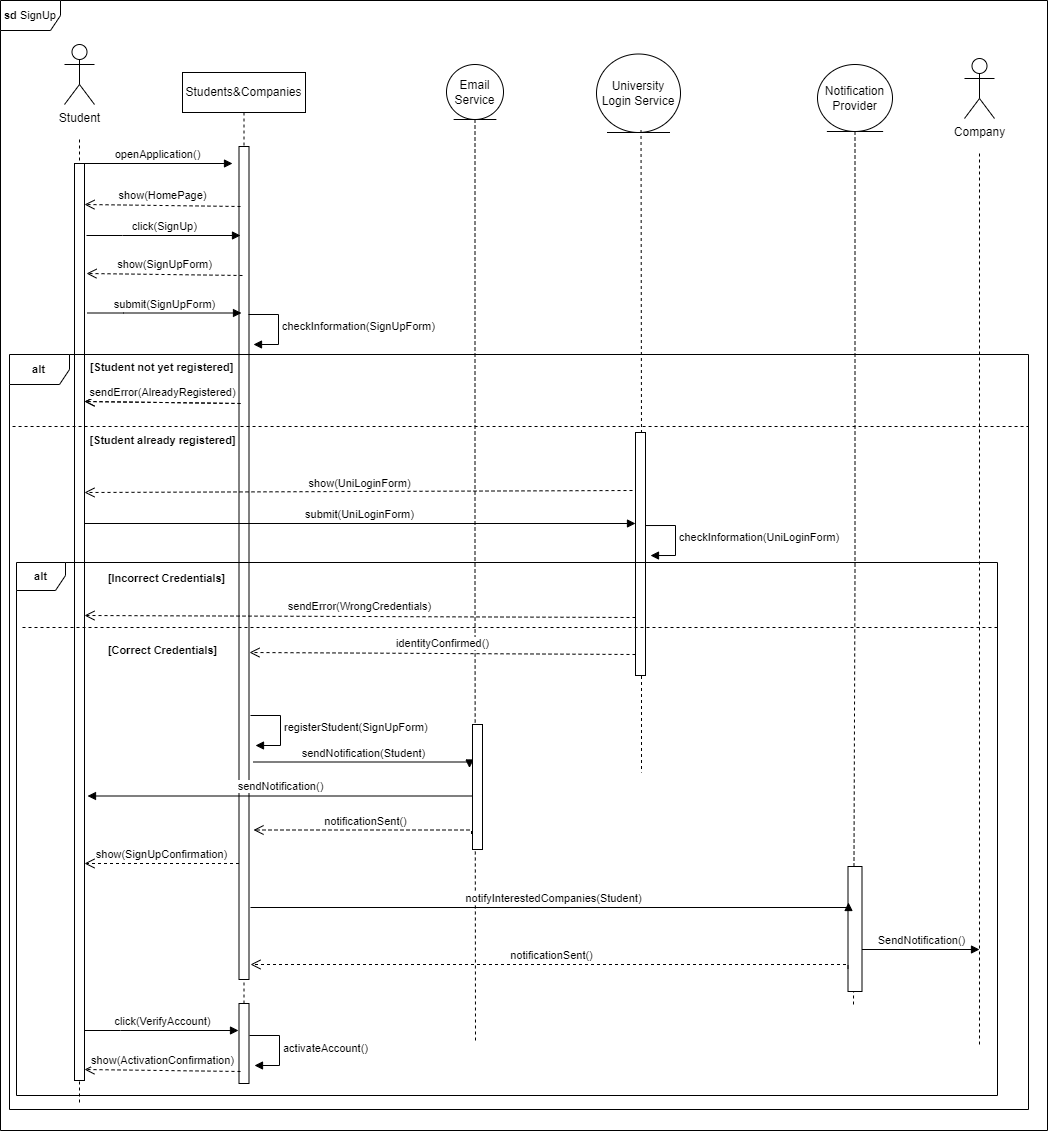 sd SignUp
Student
Students&Companies
Email
Service
University
Login Service
Notification
Provider
Company
openApplication()
show(HomePage)
click(SignUp)
show(SignUpForm)
submit(SignUpForm)
checkInformation(SignUpForm)
alt
[Student not yet registered]
sendError(AlreadyRegistered)
[Student already registered]
show(UniLoginForm)
submit(UniLoginForm)
checkInformation(UniLoginForm)
alt
[Incorrect Credentials]
sendError(WrongCredentials)
identityConfirmed()
[Correct Credentials]
registerStudent(SignUpForm)
sendNotification(Student)
sendNotification()
notificationSent()
show(SignUpConfirmation)
notifyInterestedCompanies(Student)
SendNotification()
notificationSent()
click(VerifyAccount)
activateAccount()
show(ActivationConfirmation)